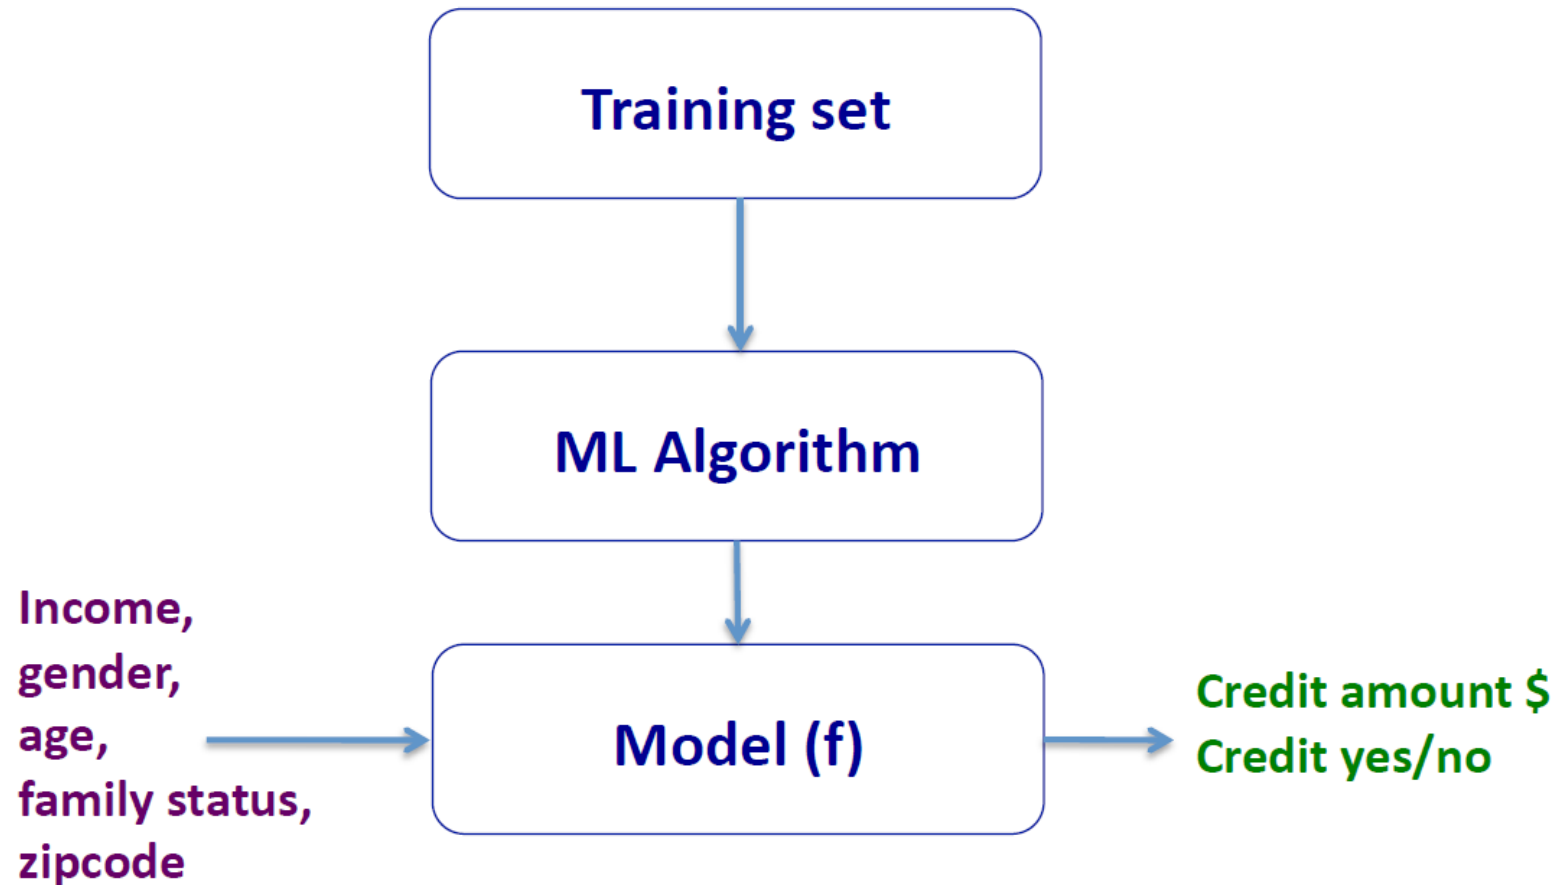 Training set
ML Algorithm
Income,
gender,
age,
family status,
zipcode
Model (f)
Credit amount $
Credit yes/no